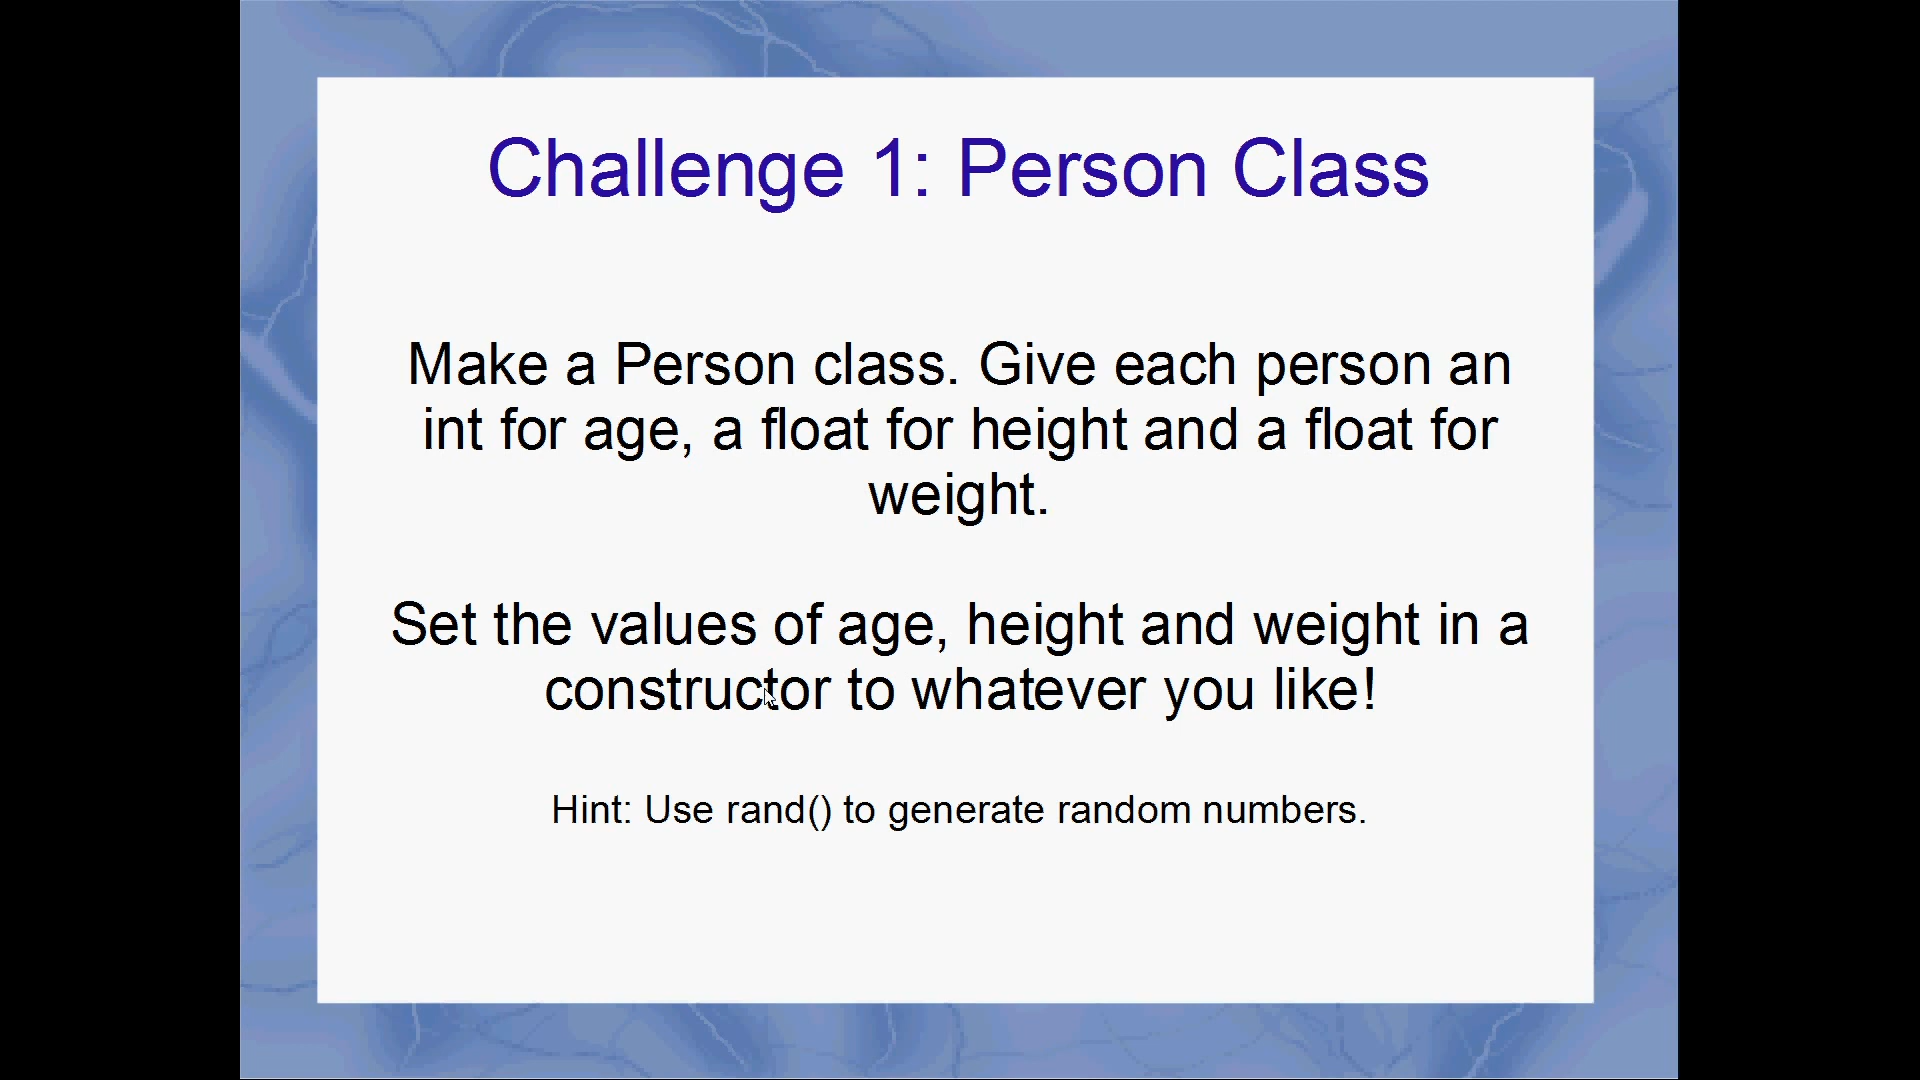 Challenge 1: Person Class
Make a Person class. Give each person an
int for age, a float for height and a float for
weight.
Set the values of age, height and weight in a
constructor to whatever you like!
Hint: Use rand() to generate random numbers.